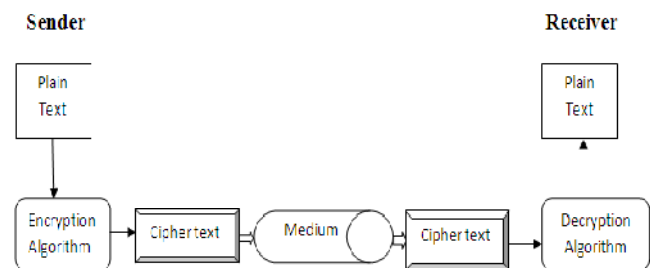 Sender
Receiver
Plain
Text
Plain
Text
Encryption
Algorithm
Cipher text
Medium
Cipher text
Decryption
Algorithm